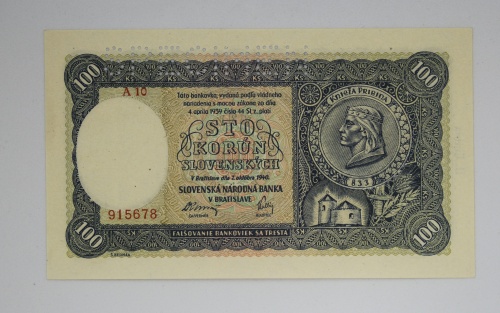 100
100
A 10
Táto bankovka, vydaná podľa vládneho
nariadenia s mocou zákona zo dňa
4. apríla 1939 číslo 44 Sl. z., platí
STO
KORÚN
SLOVENSKÝCH
V Bratislave dňa 7. októbra 1940.
SLOVENSKÁ NÁRODNÁ BANKA
V BRATISLAVE
KNIEŽA PRIBINA
833
915678
100
100
FALŠOVANIE BANKOVIEK SA TRESTÁ